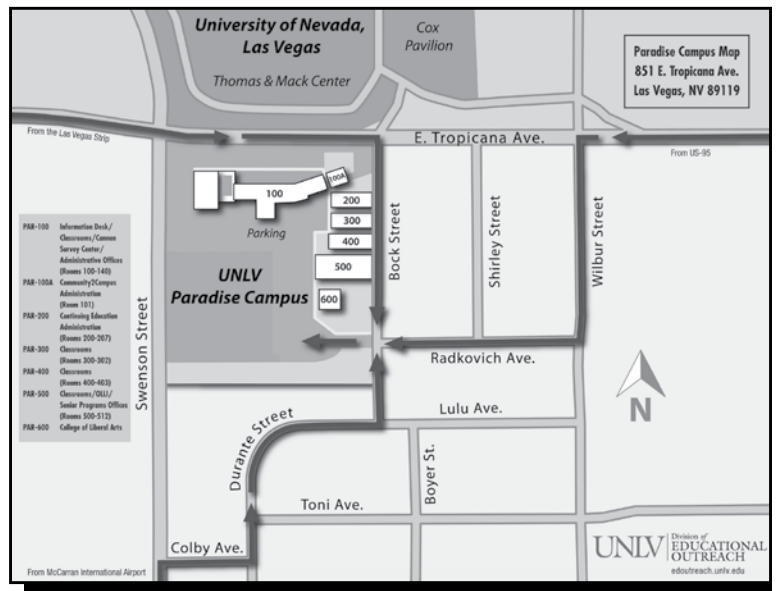 University of Nevada,
Las Vegas
Thomas & Mack Center
Cox
Pavilion
Paradise Campus Map
851 E. Tropicana Ave.
Las Vegas, NV 89119
From the Las Vegas Strip
E. Tropicana Ave.
From US-95
100
100A
200
300
400
500
600
Parking
UNLV
Paradise Campus
Bock Street
Shirley Street
Wilbur Street
Swenson Street
PAR-100 Information Desk/
Classrooms/Cannon
Survey Center/
Administrative Offices
(Rooms 100-140)
PAR-100A Community2Campus
Administration
(Room 101)
PAR-200 Continuing Education
Administration
(Rooms 200-207)
PAR-300 Classrooms
(Rooms 300-302)
PAR-400 Classrooms
(Rooms 400-403)
PAR-500 Classrooms/OLLI/
Senior Programs Offices
(Rooms 500-512)
PAR-600 College of Liberal Arts
Radkovich Ave.
N
Durante Street
Lulu Ave.
Boyer St.
Toni Ave.
Colby Ave.
From McCarran International Airport
UNLV
Division of
EDUCATIONAL
OUTREACH
edoutreach.unlv.edu